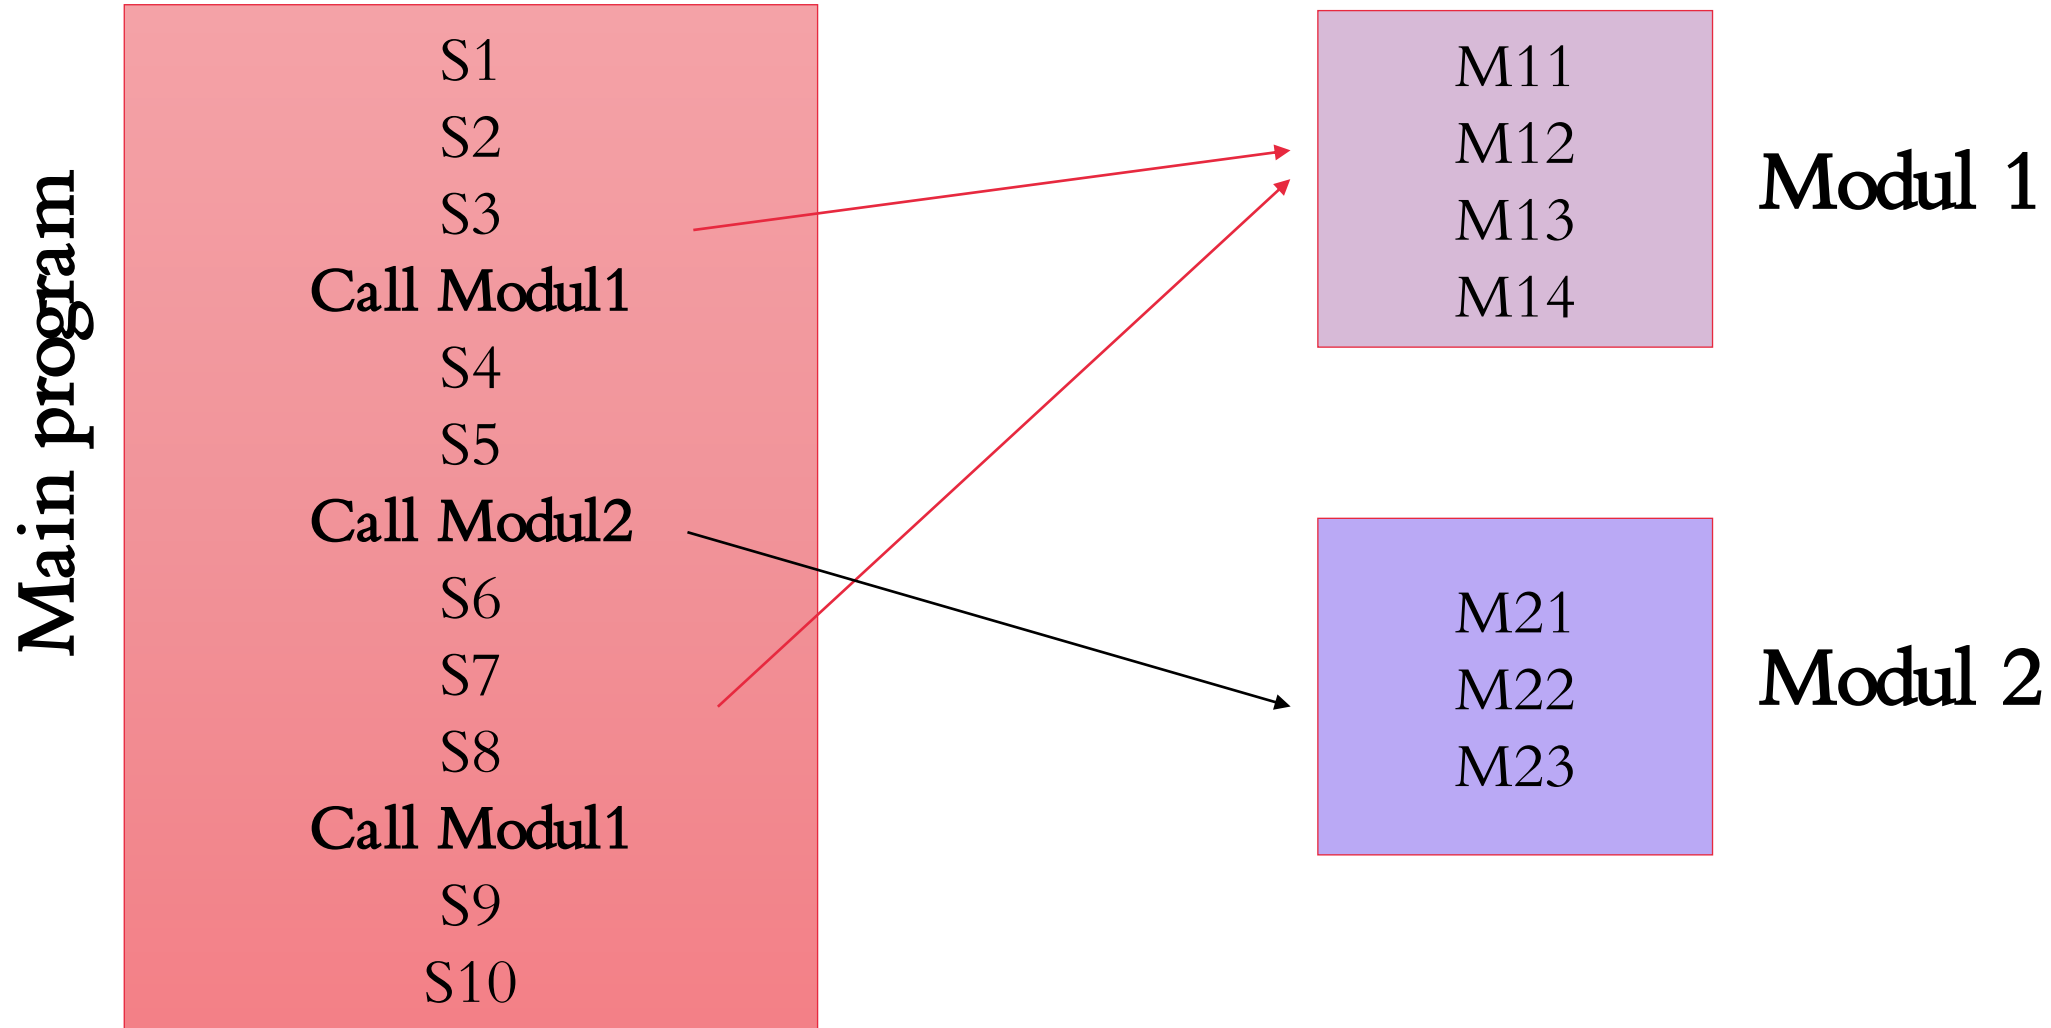 Main program
S1
S2
S3
Call Modul1
S4
S5
Call Modul2
S6
S7
S8
Call Modul1
S9
S10
M11
M12
M13
M14
Modul 1
M21
M22
M23
Modul 2